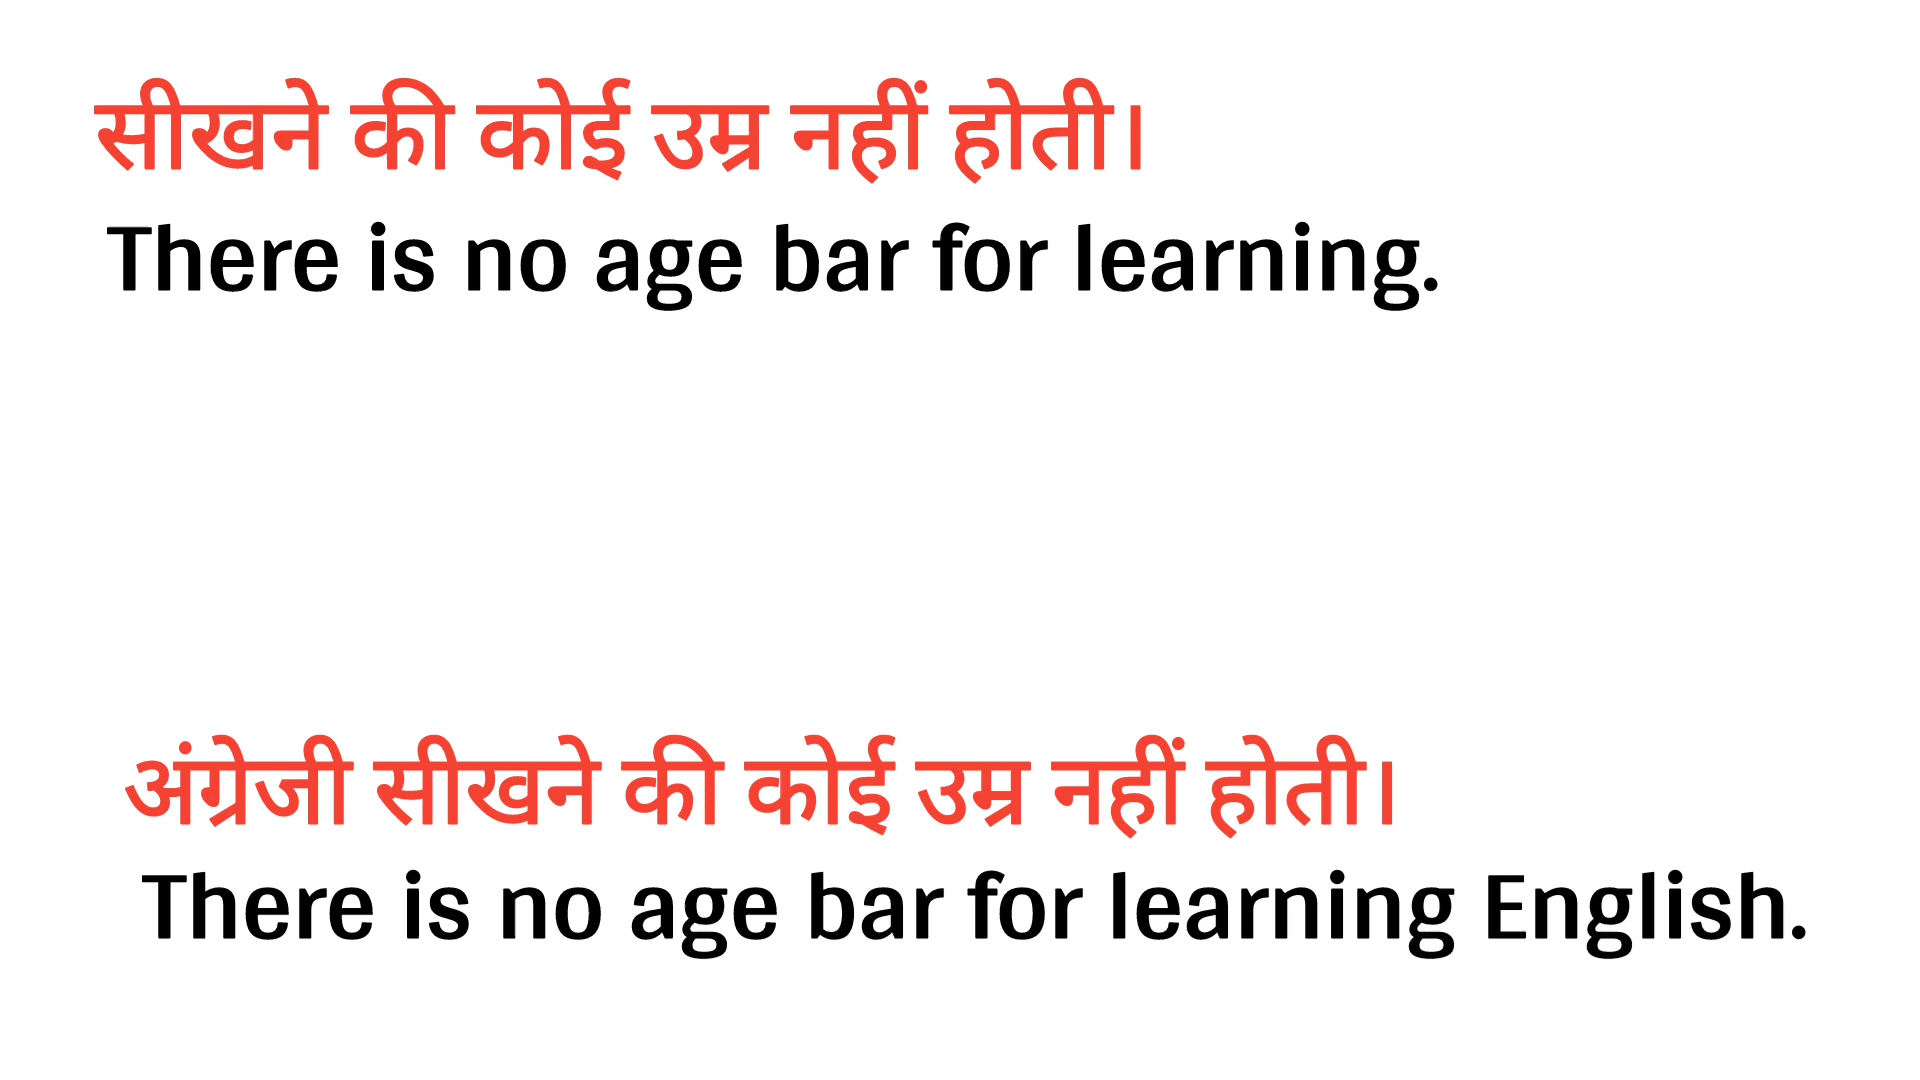 सीखने की कोई उम्र नहीं होती।
There is no age bar for learning.
अंग्रेजी सीखने की कोई उम्र नहीं होती।
There is no age bar for learning English.